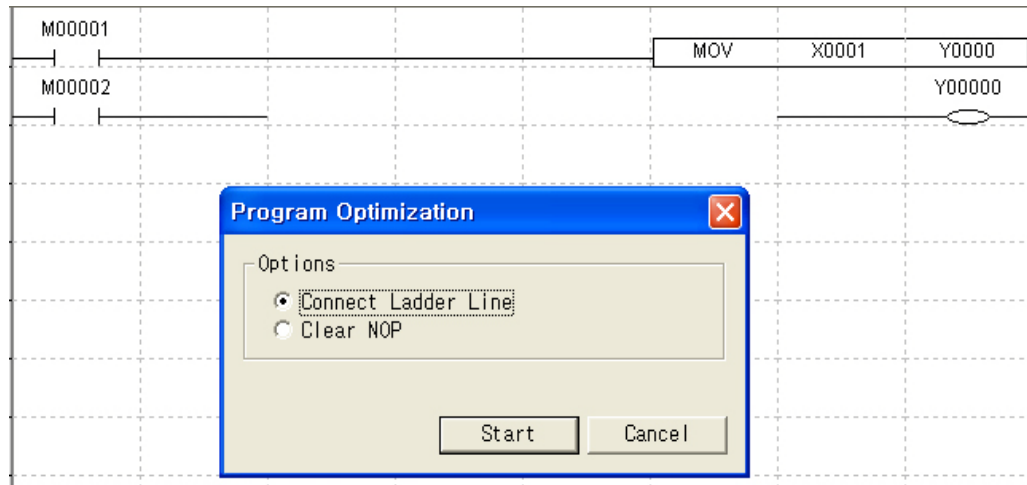 M00001
MOV X0001 Y0000
M00002
Y00000
Program Optimization
Options
Connect Ladder Line
Clear NOP
Start
Cancel